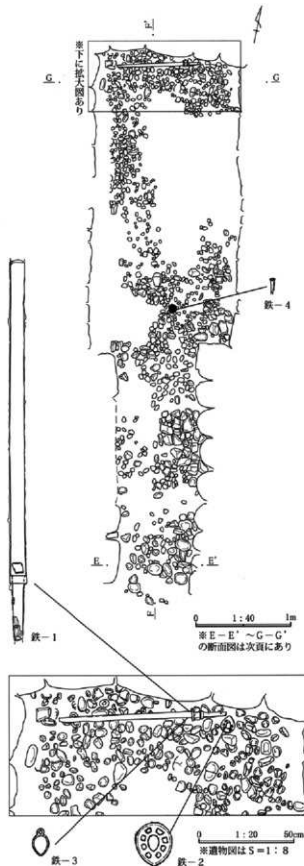 F
※下に拡大図あり
G
G
鉄－4
鉄－1
E
E'
F
0 1:40 1m
※E－E'～G－G'
の断面図は次頁にあり
0 1:20 50cm
※遺物図はS＝1：8
鉄－3
鉄－2